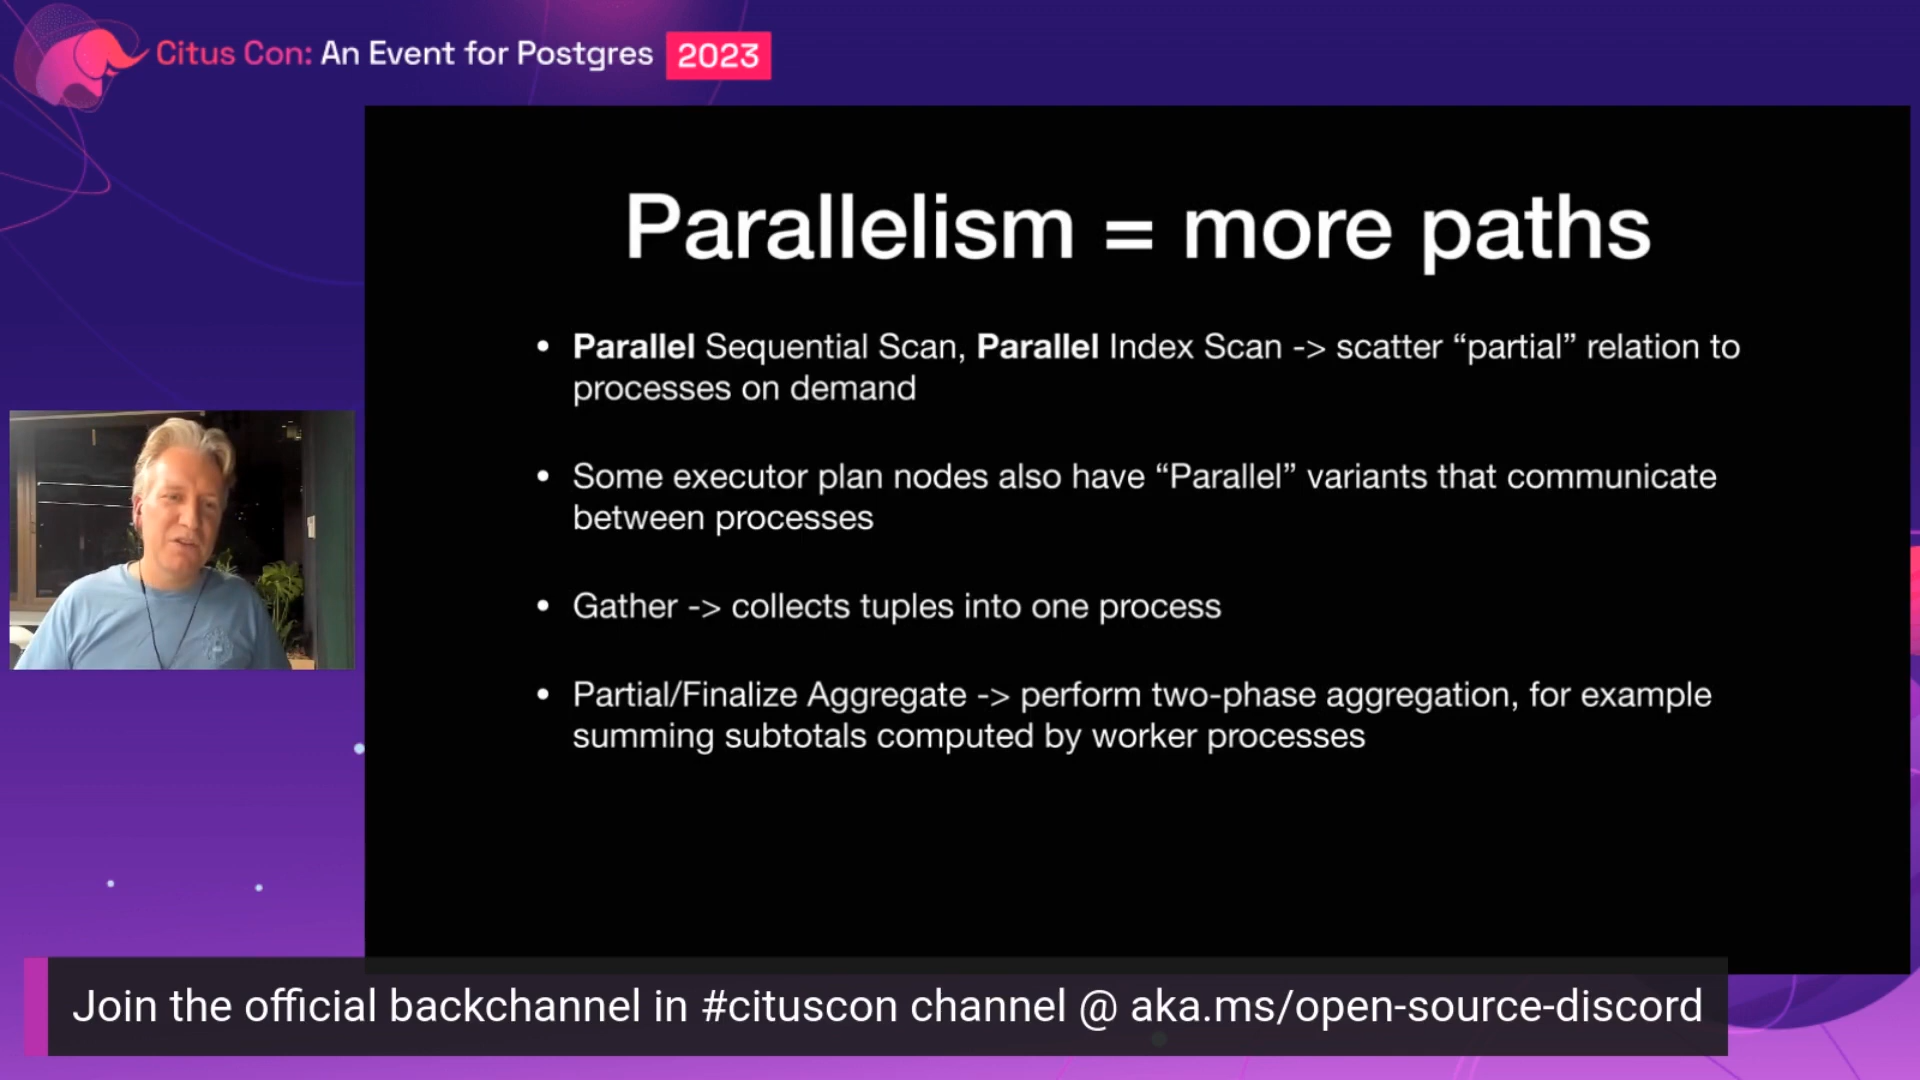 Citus Con: An Event for Postgres 2023
Parallelism = more paths
• Parallel Sequential Scan, Parallel Index Scan -> scatter “partial” relation to
processes on demand
• Some executor plan nodes also have “Parallel” variants that communicate
between processes
• Gather -> collects tuples into one process
• Partial/Finalize Aggregate -> perform two-phase aggregation, for example
summing subtotals computed by worker processes
Join the official backchannel in #cituscon channel @ aka.ms/open-source-discord